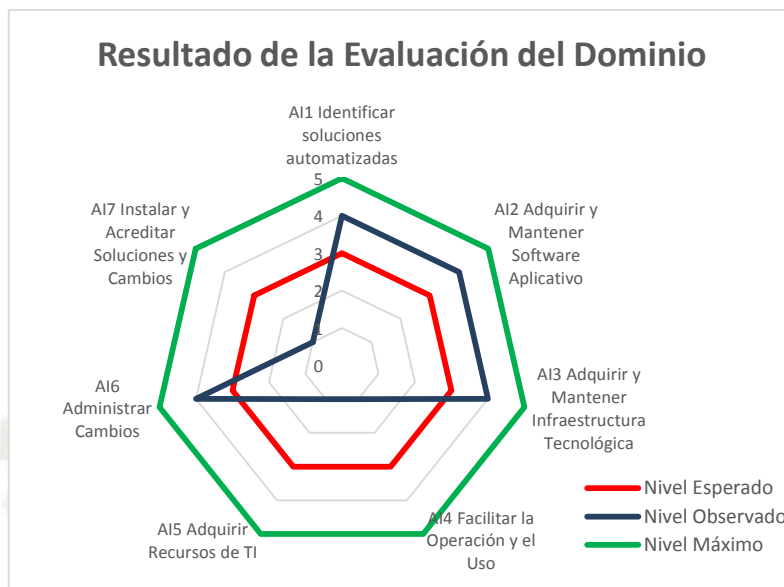 Resultado de la Evaluación del Dominio
AI1 Identificar
soluciones
automatizadas
AI2 Adquirir y
Mantener
Software
Aplicativo
AI3 Adquirir y
Mantener
Infraestructura
Tecnológica
AI4 Facilitar la
Operación y el
Uso
AI5 Adquirir
Recursos de TI
AI6
Administrar
Cambios
AI7 Instalar y
Acreditar
Soluciones y
Cambios
5
4
3
2
1
0
Nivel Esperado
Nivel Observado
Nivel Máximo